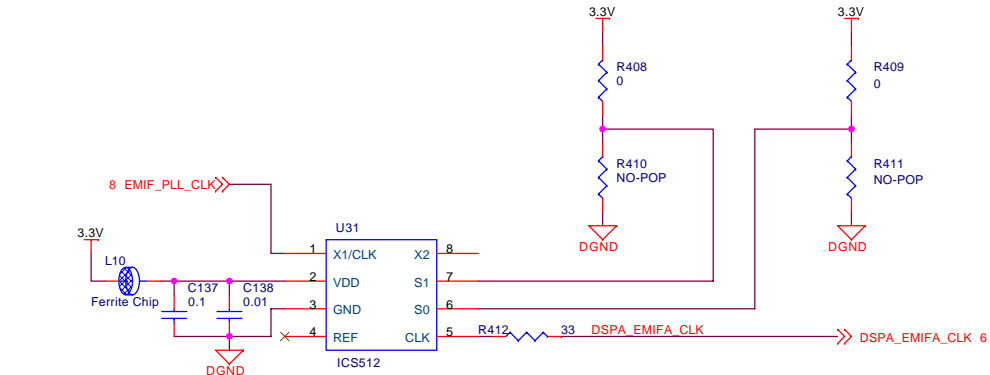 3.3V
3.3V
R408
0
R409
0
R410
NO-POP
R411
NO-POP
8 EMIF_PLL_CLK
DGND
DGND
U31
3.3V
L10
Ferrite Chip
C137
0.1
C138
0.01
1 X1/CLK X2 8
2 VDD S1 7
3 GND S0 6
4 REF CLK 5
R412 33 DSPA_EMIFA_CLK
DSPA_EMIFA_CLK 6
ICS512
DGND